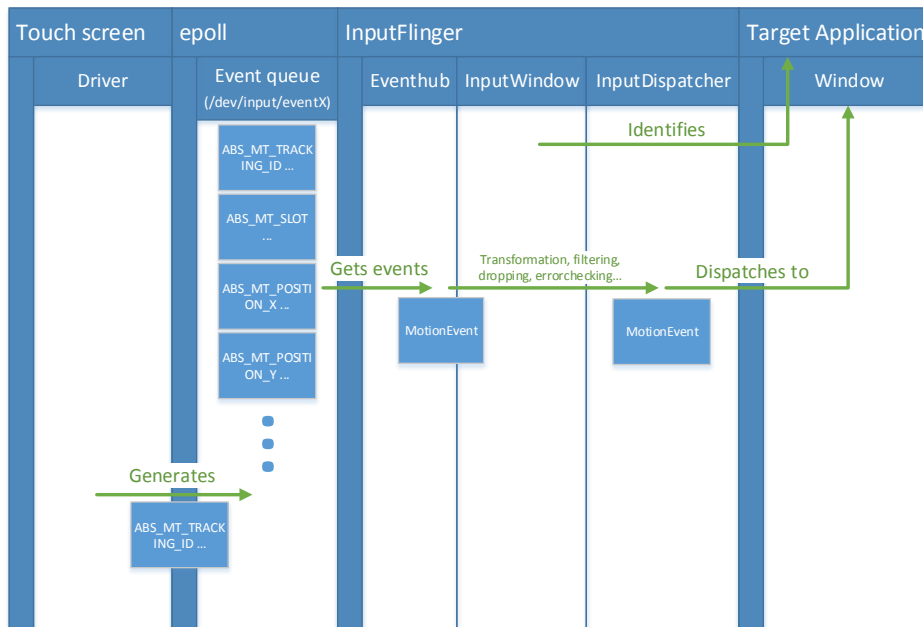 Touch screen
epoll
InputFlinger
Target Application
Driver
Event queue
(/dev/input/eventX)
Eventhub
InputWindow
InputDispatcher
Window
ABS_MT_TRACK
ING_ID ...
Identifies
ABS_MT_SLOT
...
Gets events
Transformation, filtering,
dropping, errorchecking...
Dispatches to
ABS_MT_POSITI
ON_X ...
MotionEvent
MotionEvent
ABS_MT_POSITI
ON_Y ...
Generates
ABS_MT_TRACK
ING_ID ...